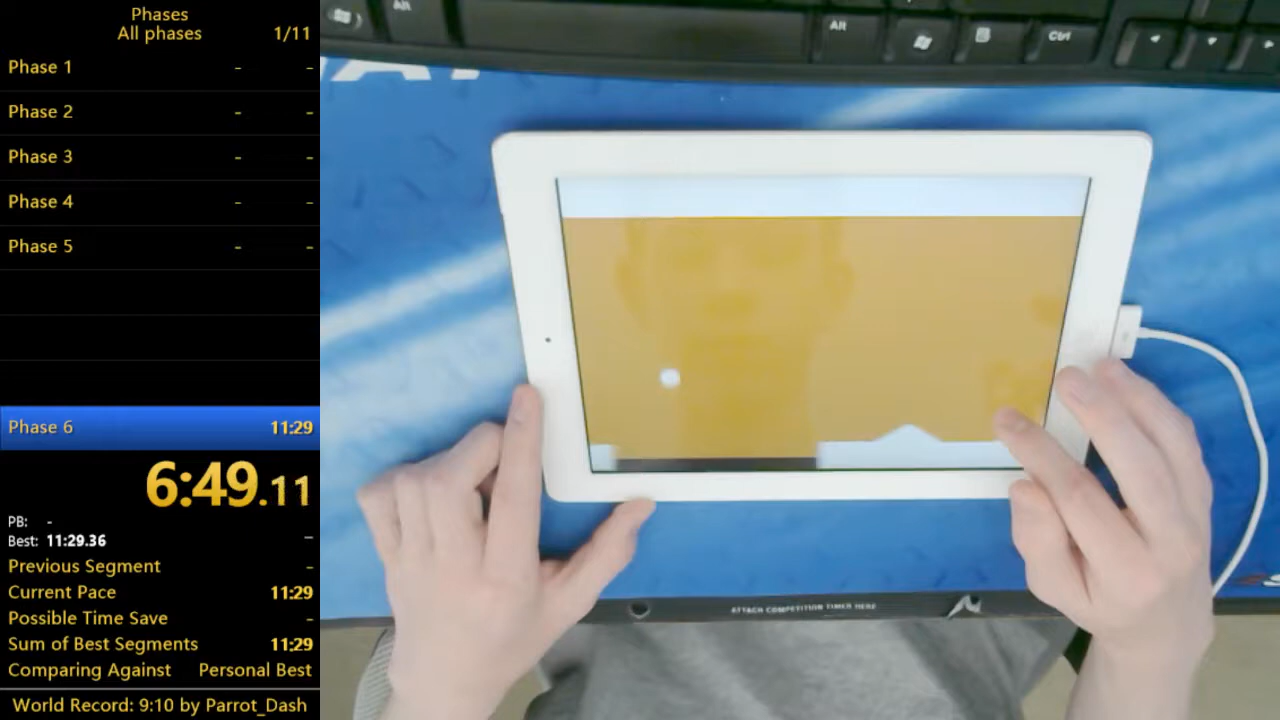 Phases
All phases 1/11
Phase 1 - -
Phase 2 - -
Phase 3 - -
Phase 4 - -
Phase 5 - -
Phase 6 11:29
6:49.11
PB: -
Best: 11:29.36 -
Previous Segment -
Current Pace 11:29
Possible Time Save -
Sum of Best Segments 11:29
Comparing Against Personal Best
World Record: 9:10 by Parrot_Dash
Alt
Alt
Ctrl
ATTACH COMPETITION TIMER HERE